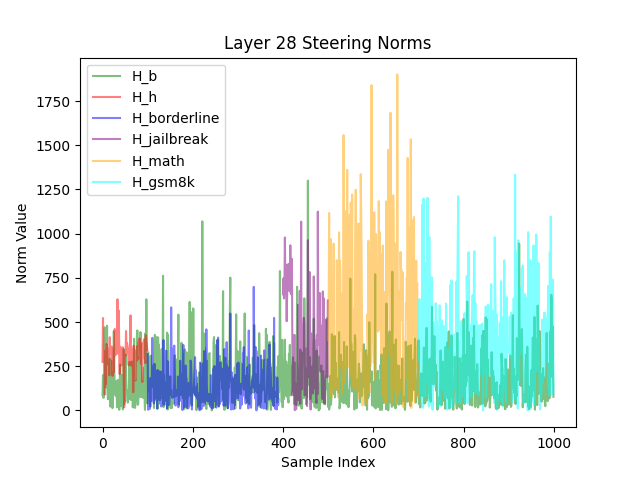 Layer 28 Steering Norms
H_b
H_h
H_borderline
H_jailbreak
H_math
H_gsm8k
Norm Value
1750
1500
1250
1000
750
500
250
0
0 200 400 600 800 1000
Sample Index